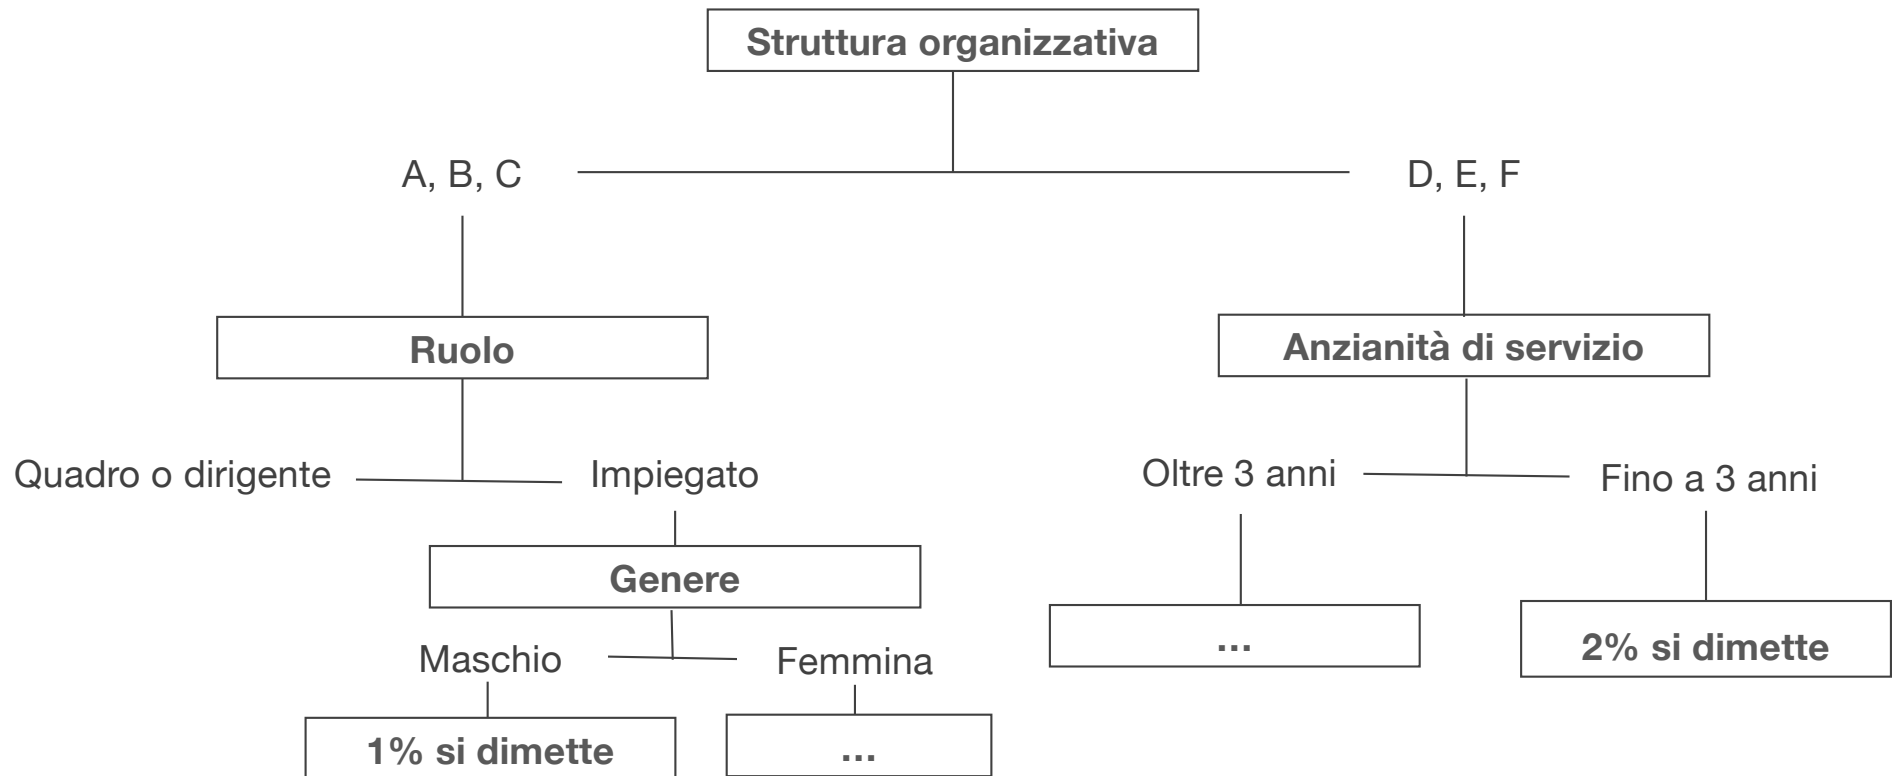 Struttura organizzativa
A, B, C
D, E, F
Ruolo
Anzianità di servizio
Quadro o dirigente
Impiegato
Oltre 3 anni
Fino a 3 anni
Genere
Maschio
Femmina
...
2% si dimette
1% si dimette
...